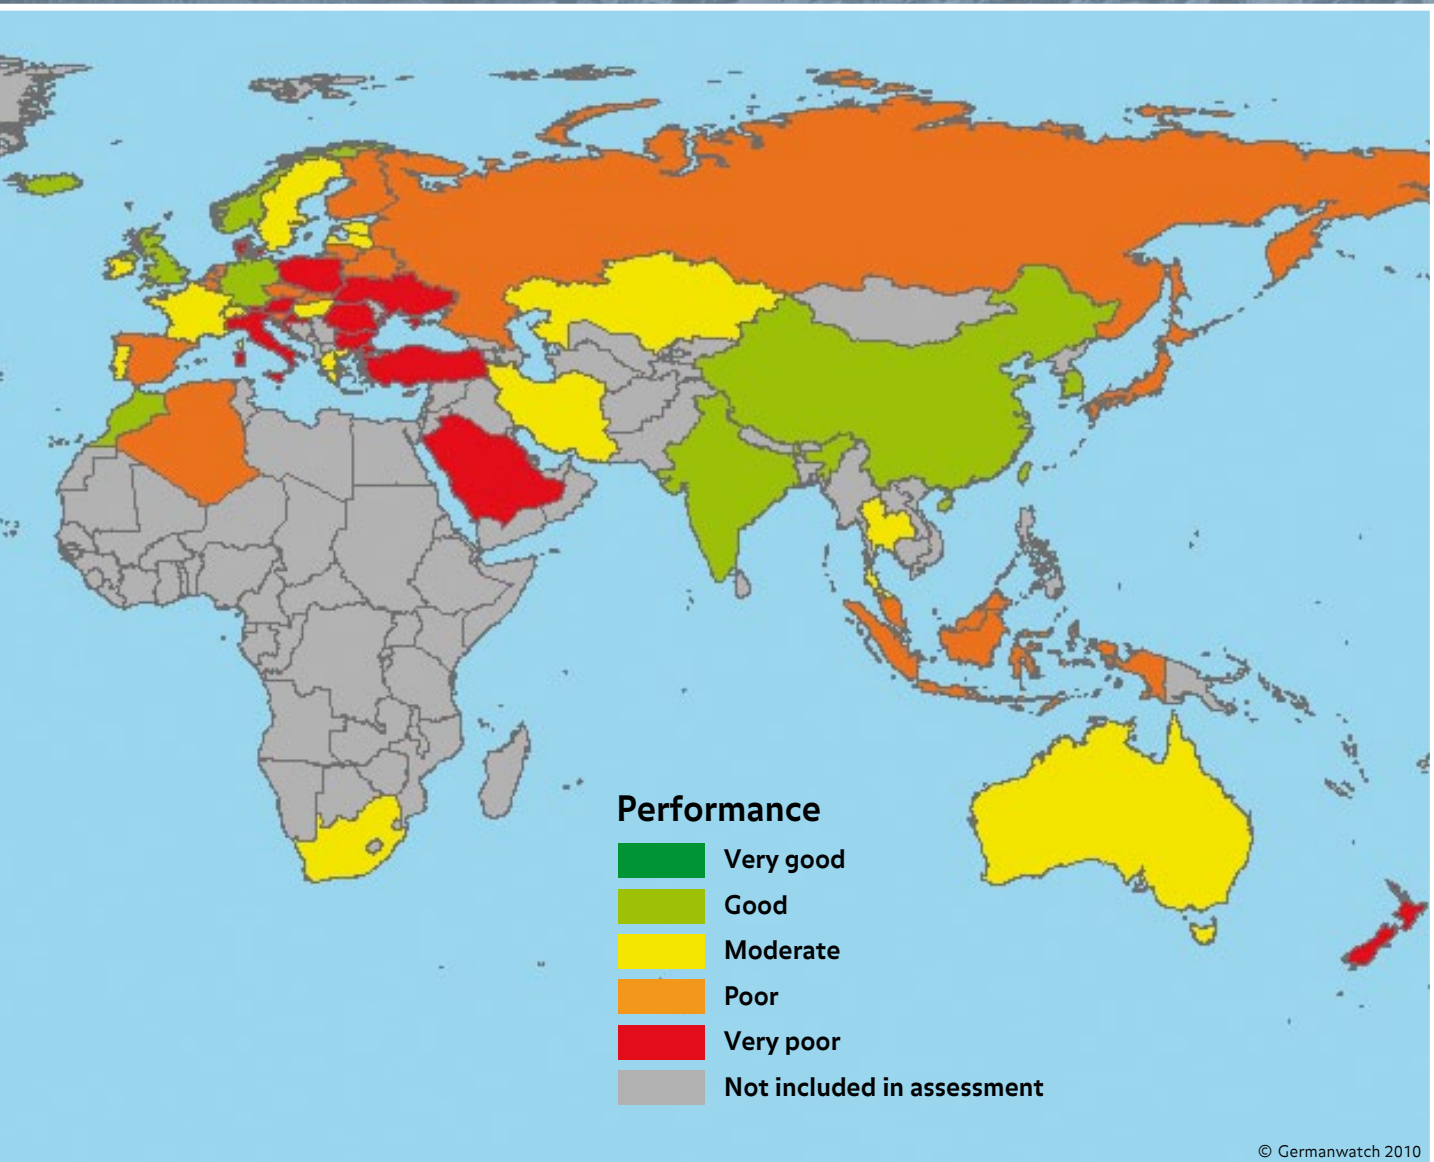 Performance
Very good
Good
Moderate
Poor
Very poor
Not included in assessment
© Germanwatch 2010